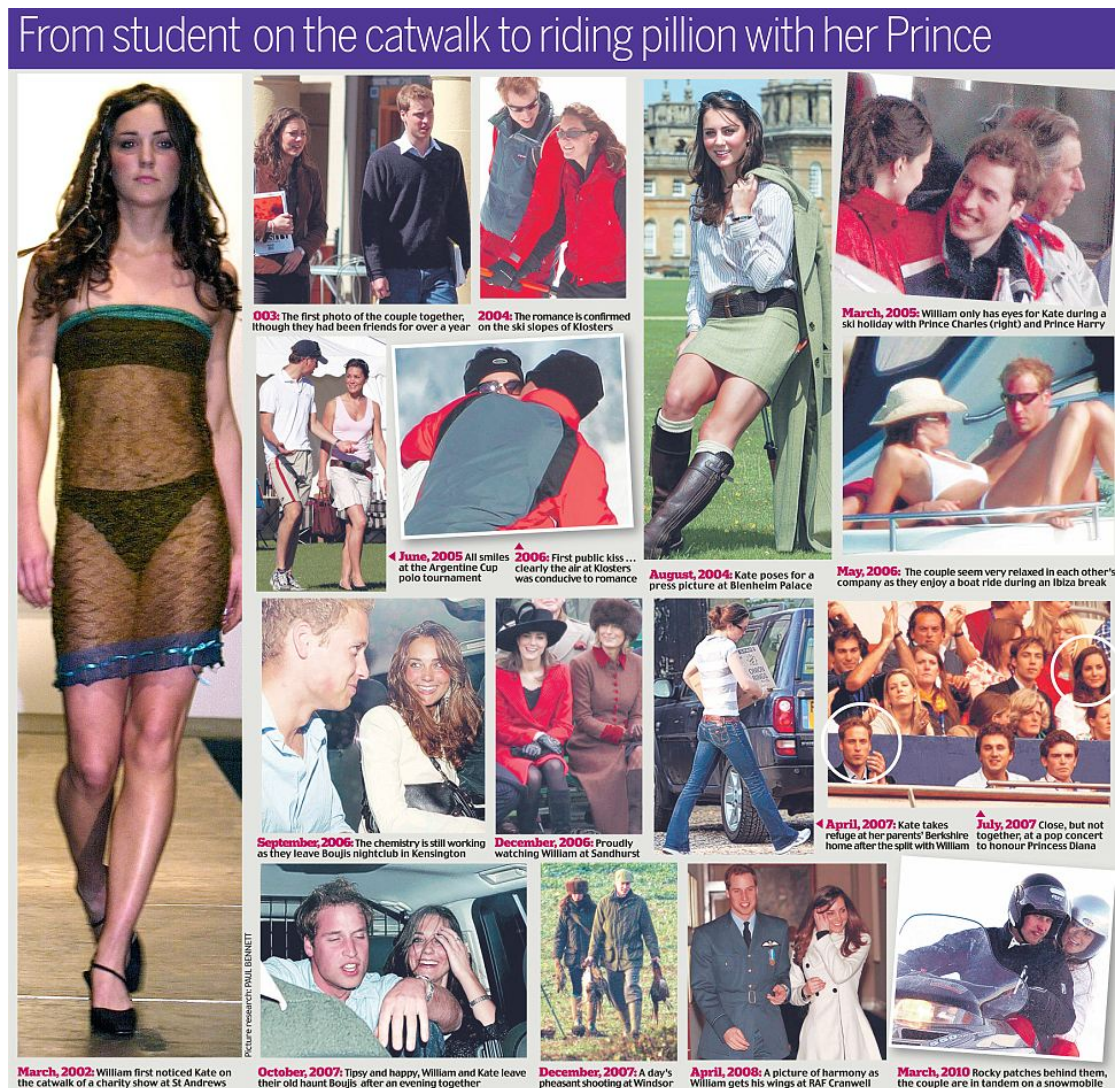 From student on the catwalk to riding pillion with her Prince
003: The first photo of the couple together,
lthough they had been friends for over a year
2004: The romance is confirmed
on the ski slopes of Klosters
March, 2005: William only has eyes for Kate during a
ski holiday with Prince Charles (right) and Prince Harry
June, 2005 All smiles
at the Argentine Cup
polo tournament
2006: First public kiss ...
clearly the air at Klosters
was conducive to romance
August, 2004: Kate poses for a
press picture at Blenheim Palace
May, 2006: The couple seem very relaxed in each other's
company as they enjoy a boat ride during an Ibiza break
September, 2006: The chemistry is still working
as they leave Boujis nightclub in Kensington
December, 2006: Proudly
watching William at Sandhurst
April, 2007: Kate takes
refuge at her parents' Berkshire
home after the split with William
July, 2007 Close, but not
together, at a pop concert
to honour Princess Diana
Picture research: PAUL BENNETT
March, 2002: William first noticed Kate on
the catwalk of a charity show at St Andrews
October, 2007: Tipsy and happy, William and Kate leave
their old haunt Boujis after an evening together
December, 2007: A day's
pheasant shooting at Windsor
April, 2008: A picture of harmony as
William gets his wings at RAF Cranwell
March, 2010 Rocky patches behind them,
the couple are in tandem on a snowmobile